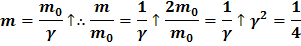 m = m₀/γ ↑∴ m/m₀ = 1/γ ↑ 2m₀/m₀ = 1/γ ↑ γ² = 1/4